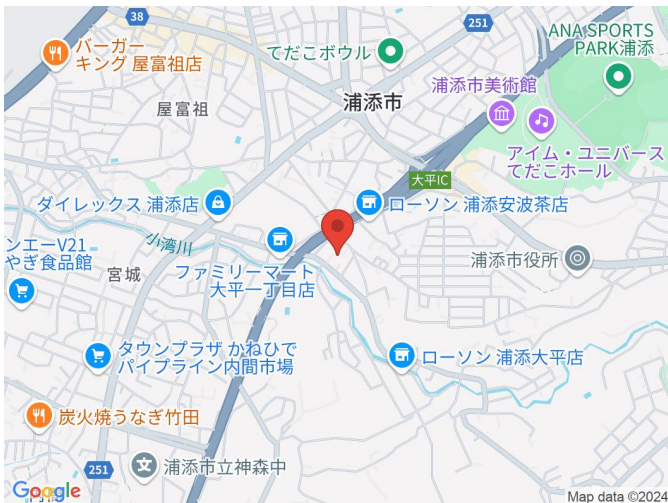 38
251
ANA SPORTS
PARK浦添
バーガー
キング 屋富祖店
てだこボウル
浦添市美術館
浦添市
屋富祖
アイム・ユニバース
てだこホール
大平IC
ダイレックス 浦添店
ローソン 浦添安波茶店
小湾川
ンエーV21
やぎ食品館
ファミリーマート
大平一丁目店
浦添市役所
宮城
タウンプラザ かねひで
パイプライン内間市場
ローソン 浦添大平店
炭火焼うなぎ竹田
251
浦添市立神森中
Google
Map data ©2024